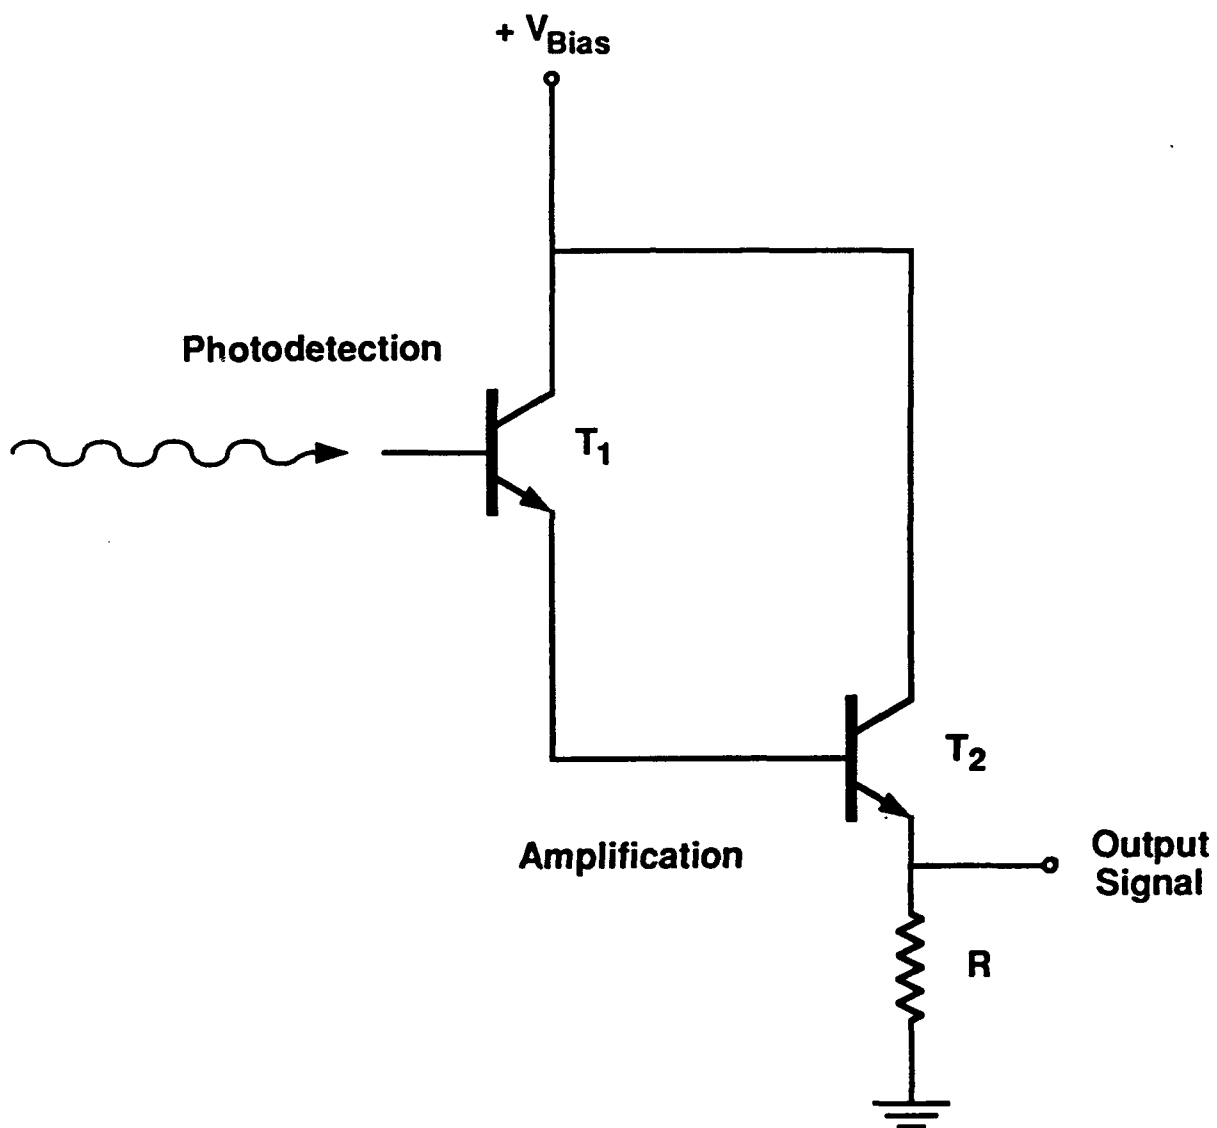 + V_Bias
Photodetection
T_1
T_2
Amplification
Output
Signal
R